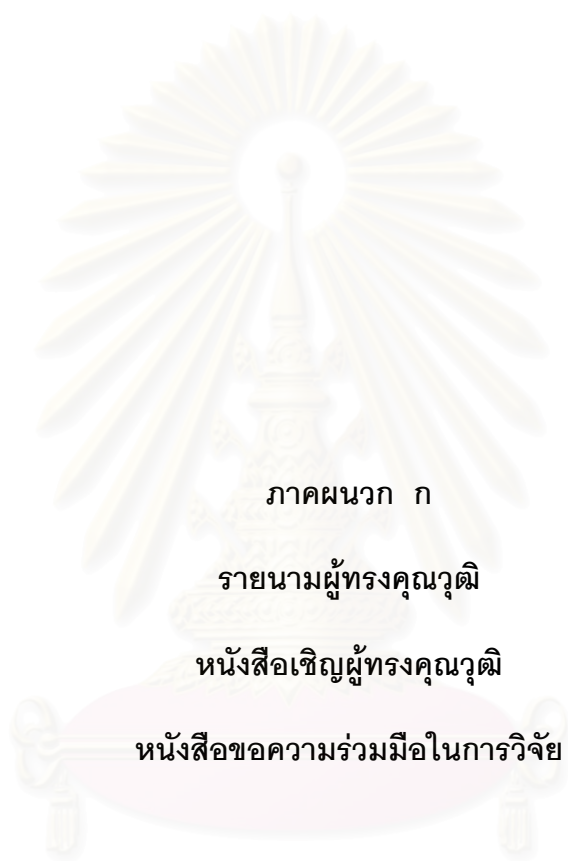 ภาคผนวก ก
รายนามผู้ทรงคุณวุฒิ
หนังสือเชิญผู้ทรงคุณวุฒิ
หนังสือขอความร่วมมือในการวิจัย